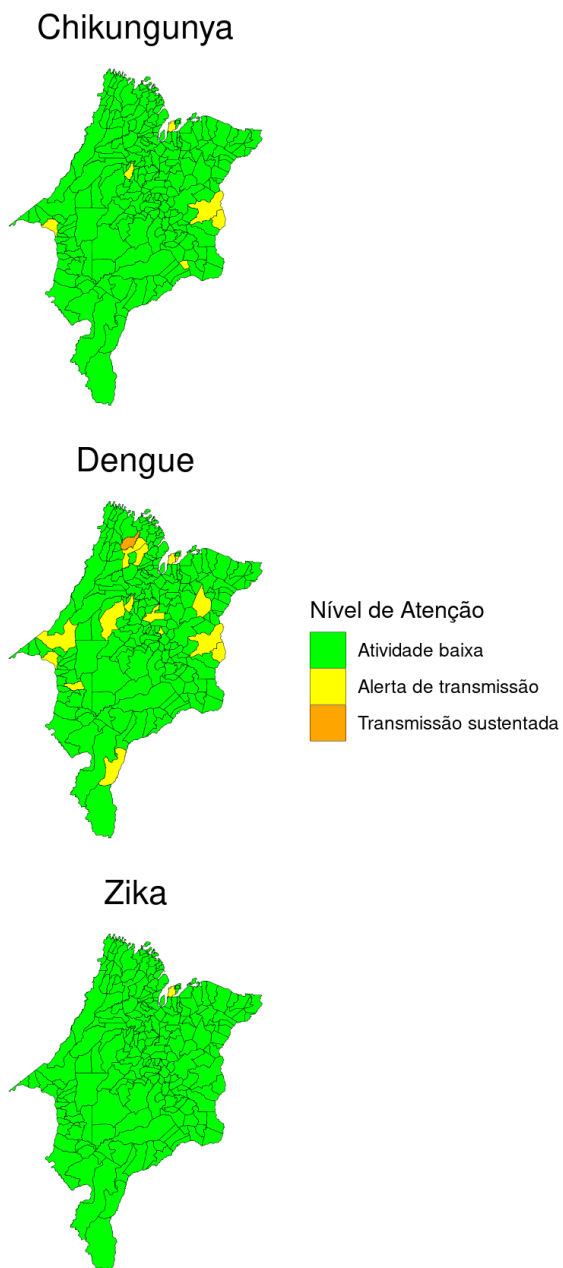 Chikungunya
Dengue
Nível de Atenção
Atividade baixa
Alerta de transmissão
Transmissão sustentada
Zika